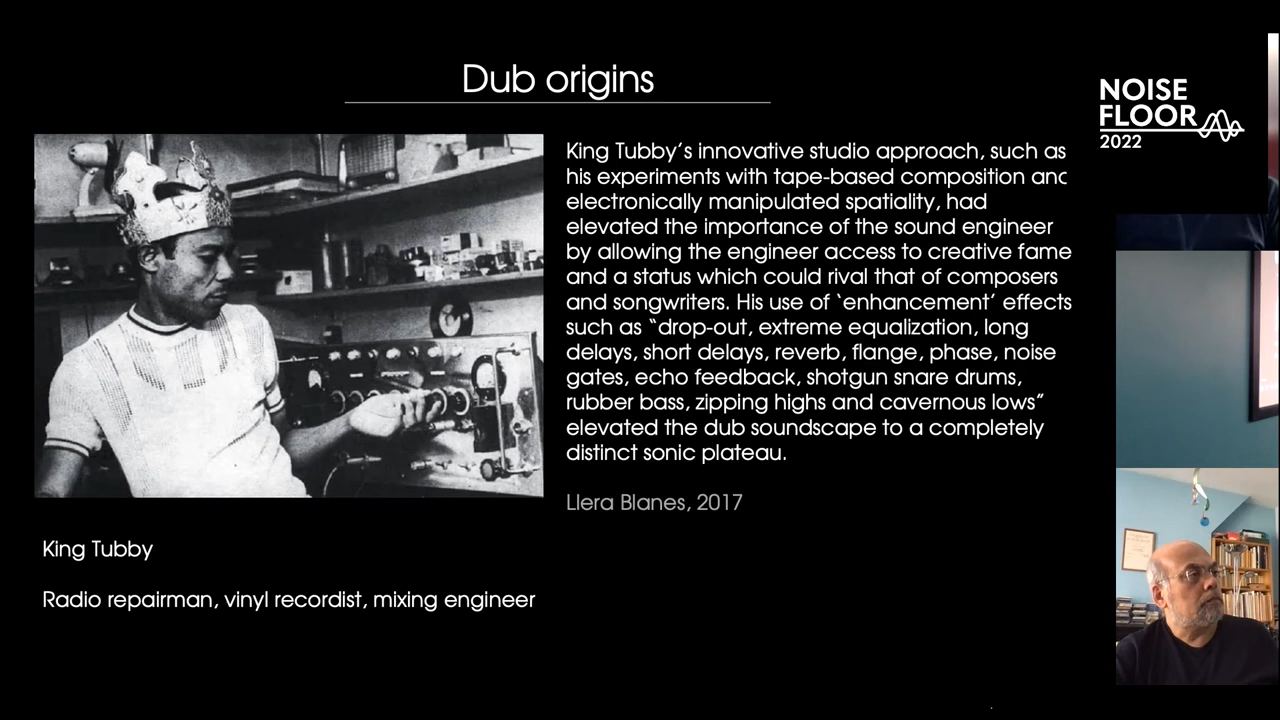 Dub origins
NOISE
FLOOR
2022
King Tubby’s innovative studio approach, such as
his experiments with tape-based composition and
electronically manipulated spatiality, had
elevated the importance of the sound engineer
by allowing the engineer access to creative fame
and a status which could rival that of composers
and songwriters. His use of ‘enhancement’ effects
such as “drop-out, extreme equalization, long
delays, short delays, reverb, flange, phase, noise
gates, echo feedback, shotgun snare drums,
rubber bass, zipping highs and cavernous lows”
elevated the dub soundscape to a completely
distinct sonic plateau.
Llera Blanes, 2017
King Tubby
Radio repairman, vinyl recordist, mixing engineer